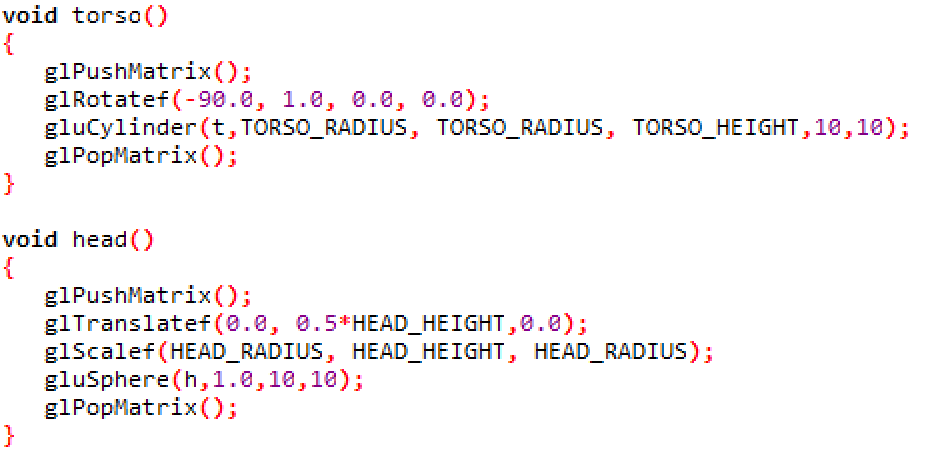 void torso()
{
glPushMatrix();
glRotatef(-90.0, 1.0, 0.0, 0.0);
gluCylinder(t,TORSO_RADIUS, TORSO_RADIUS, TORSO_HEIGHT,10,10);
glPopMatrix();
}
void head()
{
glPushMatrix();
glTranslatef(0.0, 0.5*HEAD_HEIGHT,0.0);
glScalef(HEAD_RADIUS, HEAD_HEIGHT, HEAD_RADIUS);
gluSphere(h,1.0,10,10);
glPopMatrix();
}